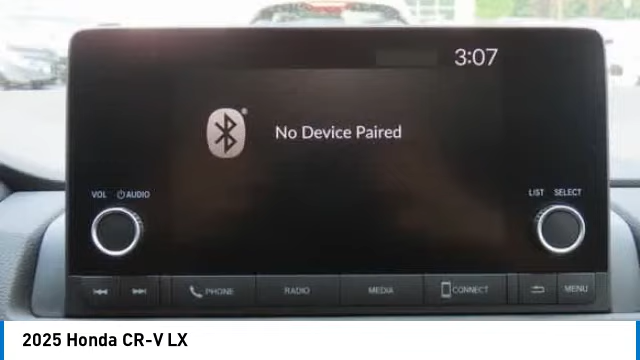 3:07
No Device Paired
VOL AUDIO
LIST SELECT
PHONE RADIO MEDIA CONNECT MENU
2025 Honda CR-V LX